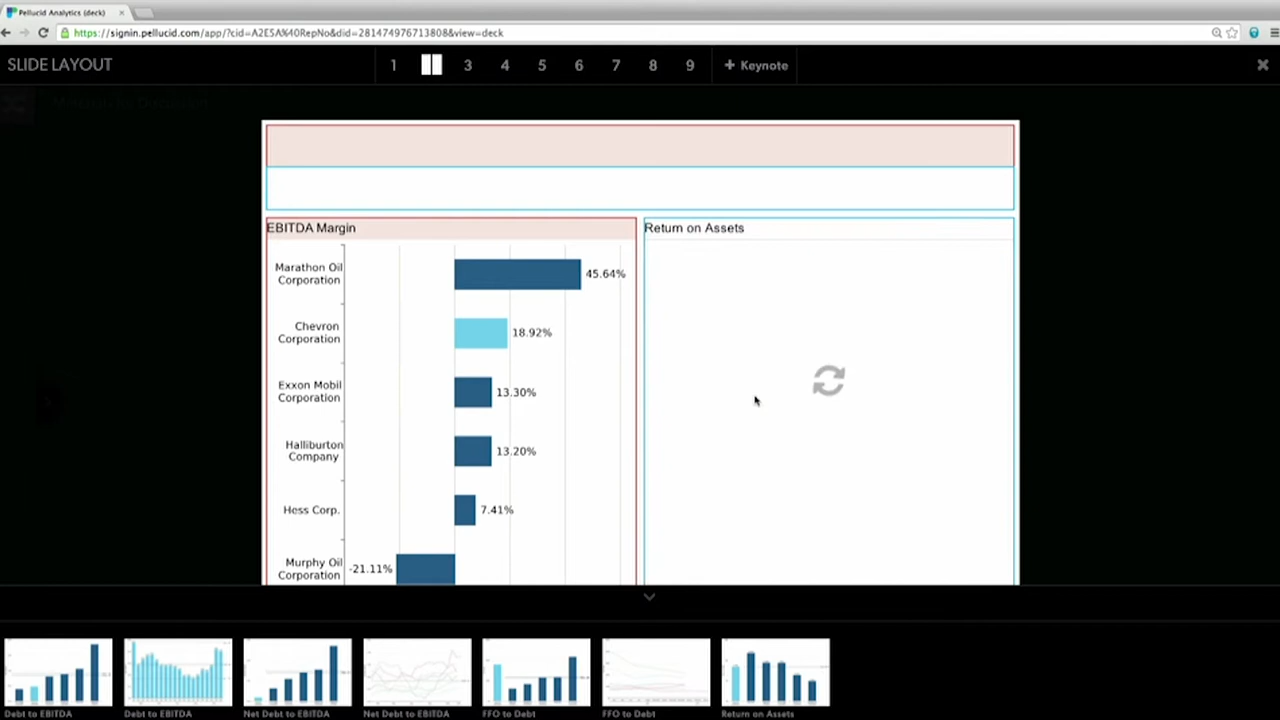 Pellucid Analytics (deck)
https://signin.pellucid.com/app/?cid=A2E5A%40RepNo&did=281474976713808&view=deck
SLIDE LAYOUT
1 3 4 5 6 7 8 9 + Keynote
EBITDA Margin
Marathon Oil
Corporation
45.64%
Chevron
Corporation
18.92%
Exxon Mobil
Corporation
13.30%
Halliburton
Company
13.20%
Hess Corp.
7.41%
Murphy Oil
Corporation
-21.11%
Return on Assets
Debt to EBITDA
Debt to EBITDA
Net Debt to EBITDA
Net Debt to EBITDA
FFO to Debt
FFO to Debt
Return on Assets